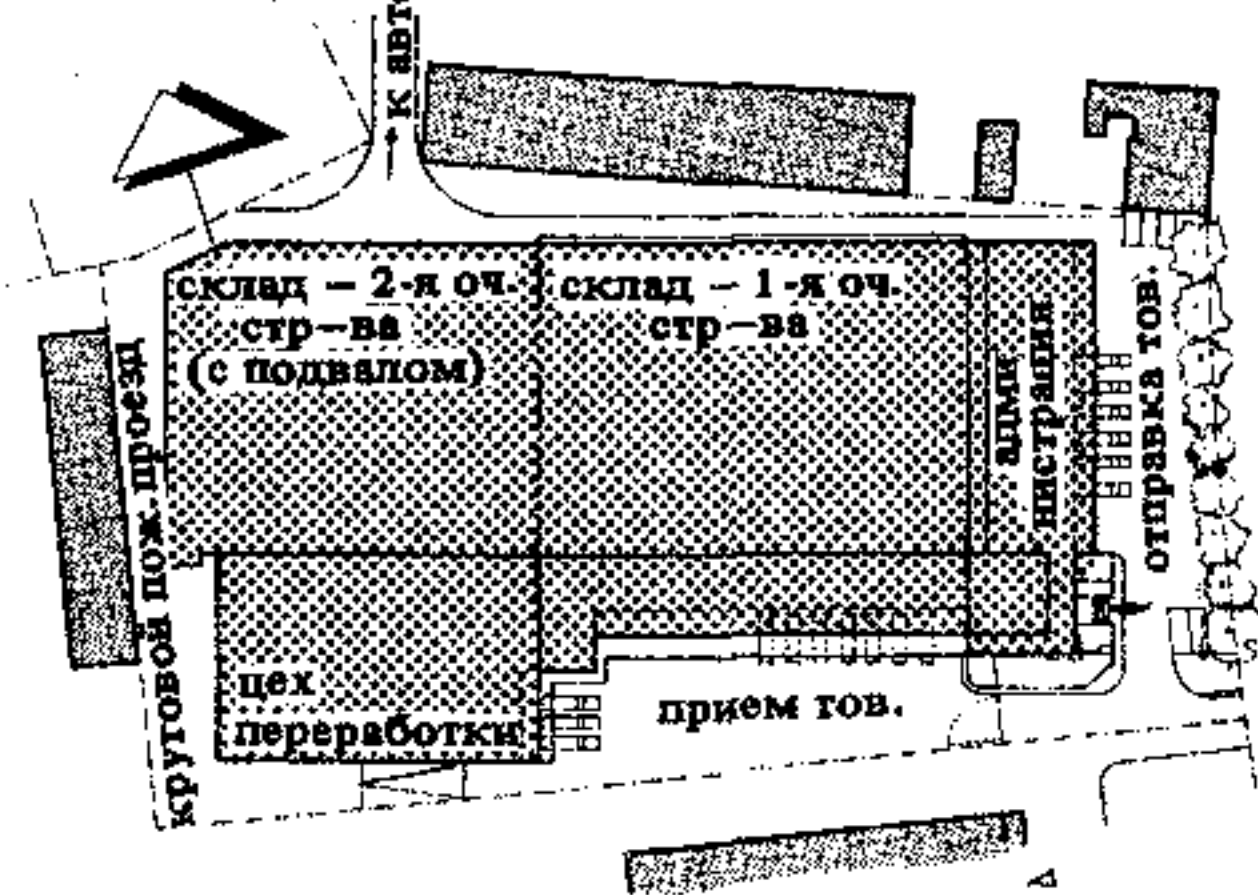 к авт
склад – 2-я оч.
стр-ва
(с подвалом)
склад – 1-я оч.
стр-ва
адми
нистрация
отправка тов.
круговой пож. проезд
цех
переработки
прием тов.